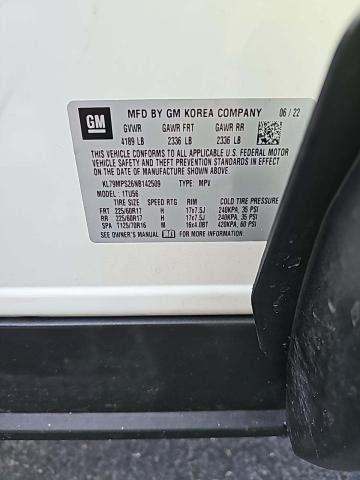 GM
MFD BY GM KOREA COMPANY 06 / 22
GVWR GAWR FRT GAWR RR
4189 LB 2336 LB 2336 LB
THIS VEHICLE CONFORMS TO ALL APPLICABLE U.S. FEDERAL MOTOR
VEHICLE SAFETY AND THEFT PREVENTION STANDARDS IN EFFECT ON
THE DATE OF MANUFACTURE SHOWN ABOVE.
KL79MPS26NB142509 TYPE: MPV
MODEL: 1TU56
TIRE SIZE SPEED RTG RIM COLD TIRE PRESSURE
FRT 225/60R17 H 17x7.5J 240KPA, 35 PSI
RR 225/60R17 H 17x7.5J 240KPA, 35 PSI
SPA T125/70R16 M 16x4.0BT 420KPA, 60 PSI
SEE OWNER'S MANUAL FOR MORE INFORMATION.